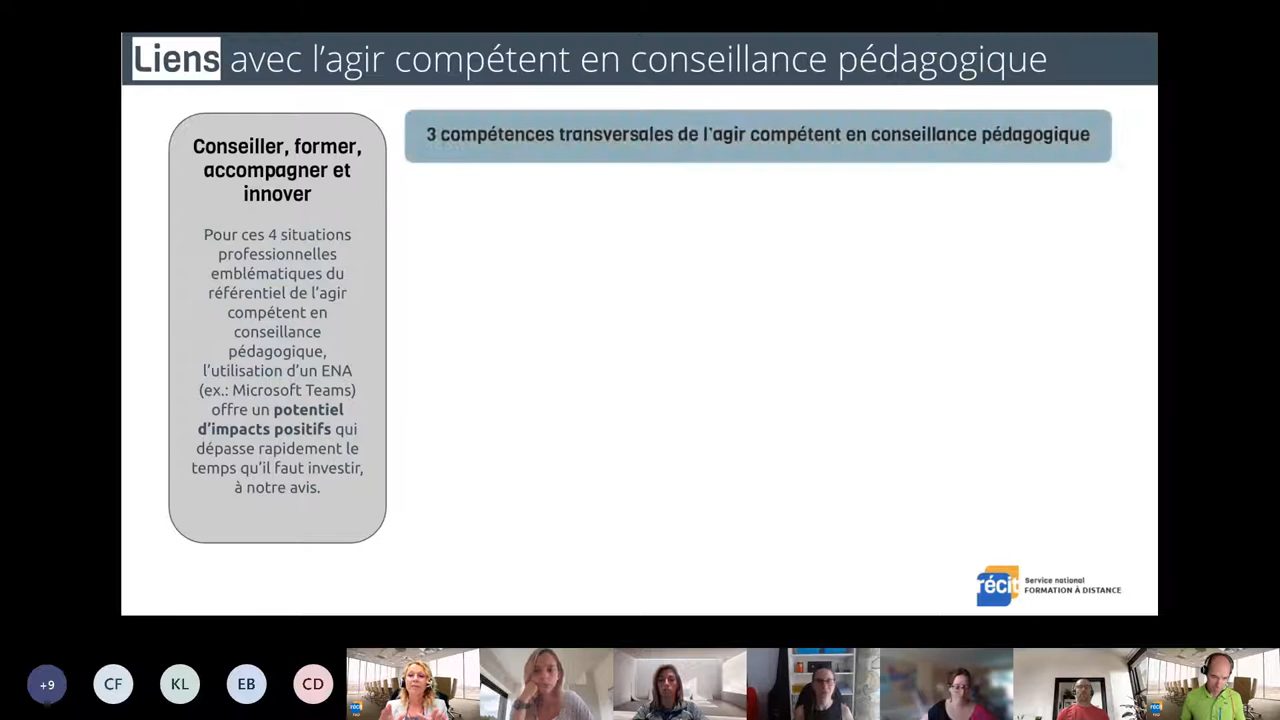 Liens avec l'agir compétent en conseillance pédagogique
Conseiller, former,
accompagner et
innover
Pour ces 4 situations
professionnelles
emblématiques du
référentiel de l'agir
compétent en
conseillance
pédagogique,
l'utilisation d'un ENA
(ex.: Microsoft Teams)
offre un potentiel
d'impacts positifs qui
dépasse rapidement le
temps qu'il faut investir,
à notre avis.
3 compétences transversales de l'agir compétent en conseillance pédagogique
récit
Service national
FORMATION À DISTANCE
+9
CF
KL
EB
CD
récit
récit